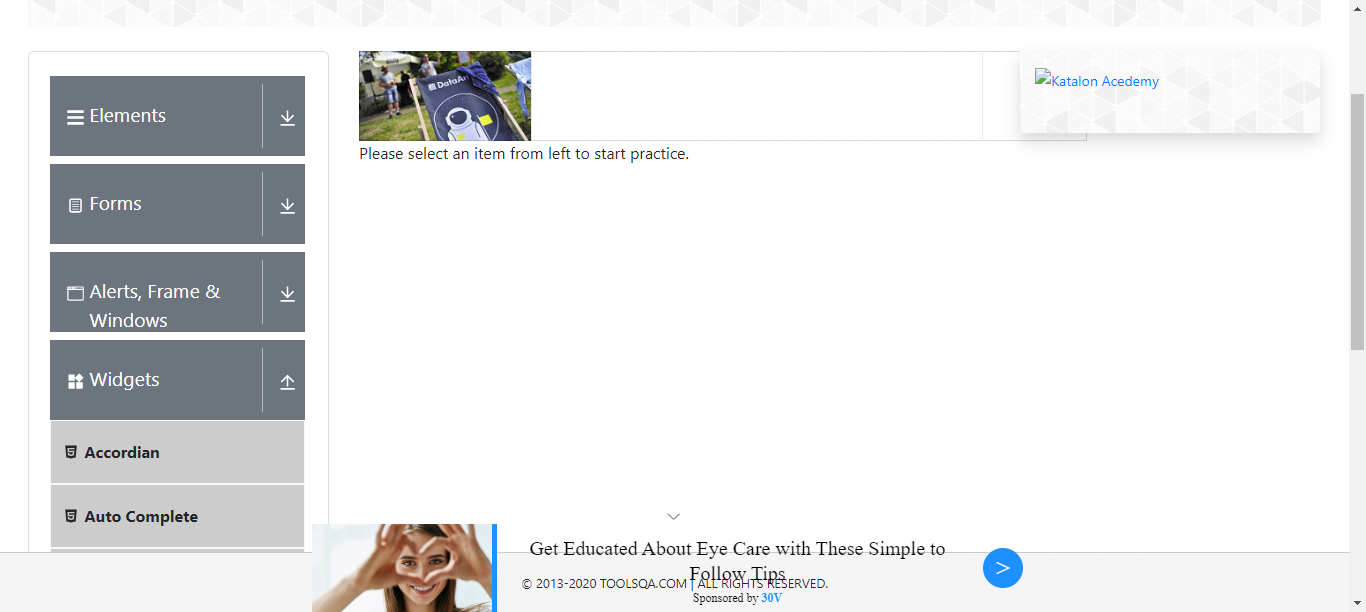 Elements
Forms
Alerts, Frame &
Windows
Widgets
Accordian
Auto Complete
DataArt
Katalon Acedemy
Please select an item from left to start practice.
Get Educated About Eye Care with These Simple to
Follow Tips
© 2013-2020 TOOLSQA.COM | ALL RIGHTS RESERVED.
Sponsored by 30V
>